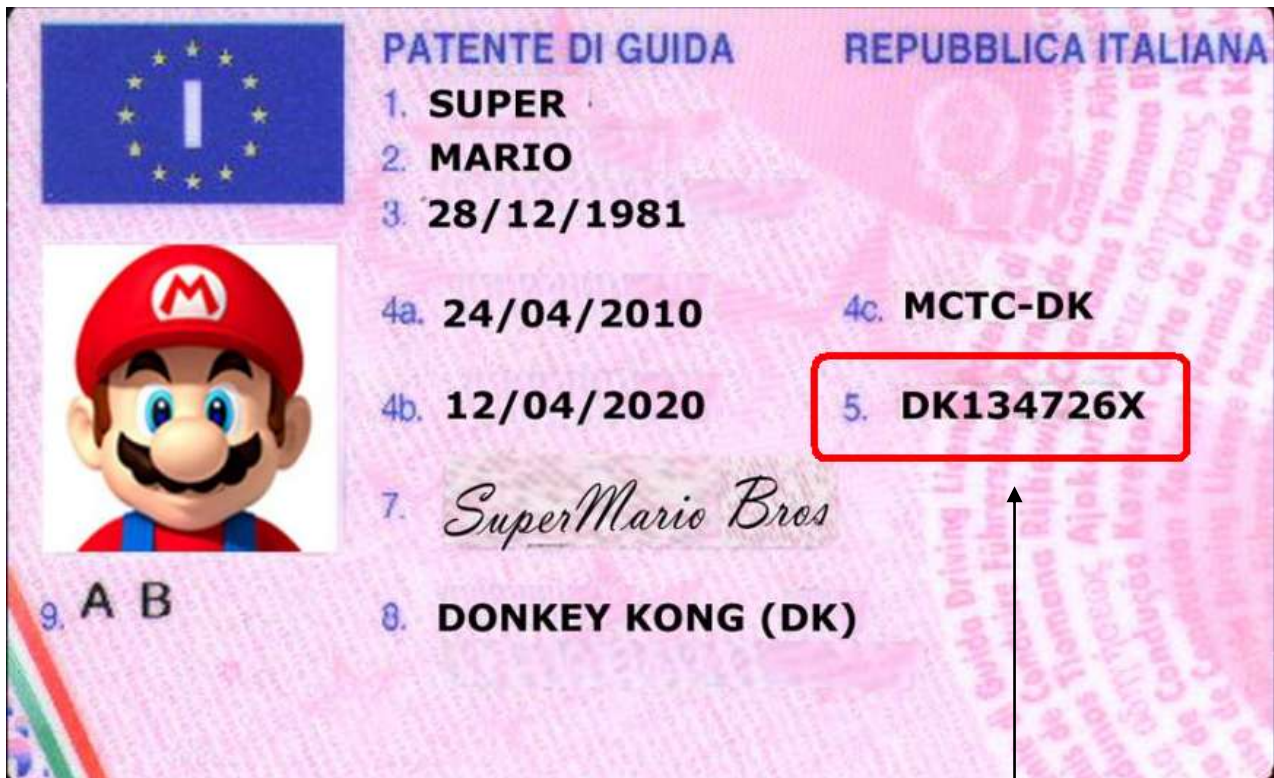 I
PATENTE DI GUIDA REPUBBLICA ITALIANA
1. SUPER
2. MARIO
3. 28/12/1981
4a. 24/04/2010 4c. MCTC-DK
4b. 12/04/2020 5. DK134726X
7. SuperMario Bros
9. A B
8. DONKEY KONG (DK)
M